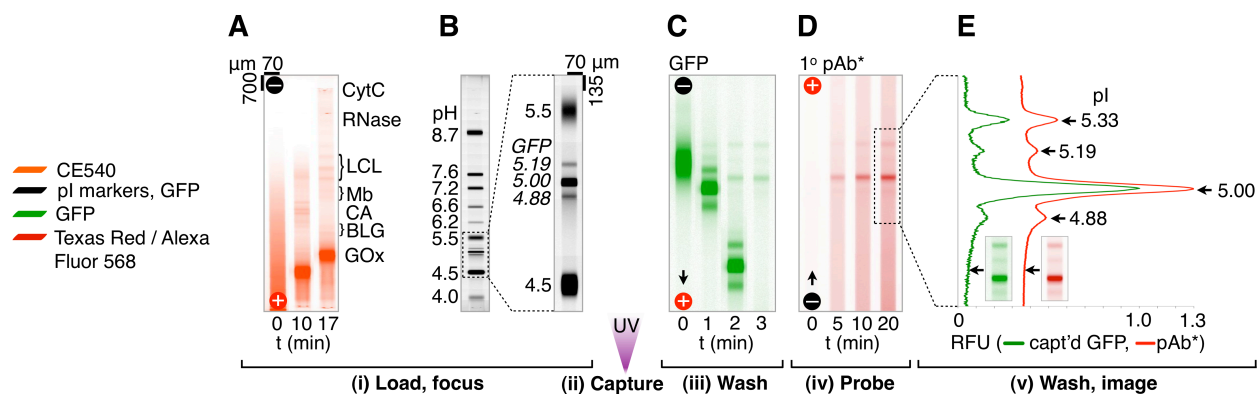 A
B
C
D
E
µm
70
700
−
+
CytC
RNase
}LCL
}Mb
CA
}BLG
GOx
0 10 17
t (min)
CE540
pI markers, GFP
GFP
Texas Red / Alexa
Fluor 568
pH
8.7
7.6
7.2
6.6
6.2
5.5
4.5
4.0
70 µm
135
5.5
GFP
5.19
5.00
4.88
4.5
UV
GFP
−
+
0 1 2 3
t (min)
1º pAb*
+
−
0 5 10 20
t (min)
pI
5.33
5.19
5.00
4.88
0 1.0 1.3
RFU ( capt'd GFP, pAb*)
(i) Load, focus
(ii) Capture
(iii) Wash
(iv) Probe
(v) Wash, image